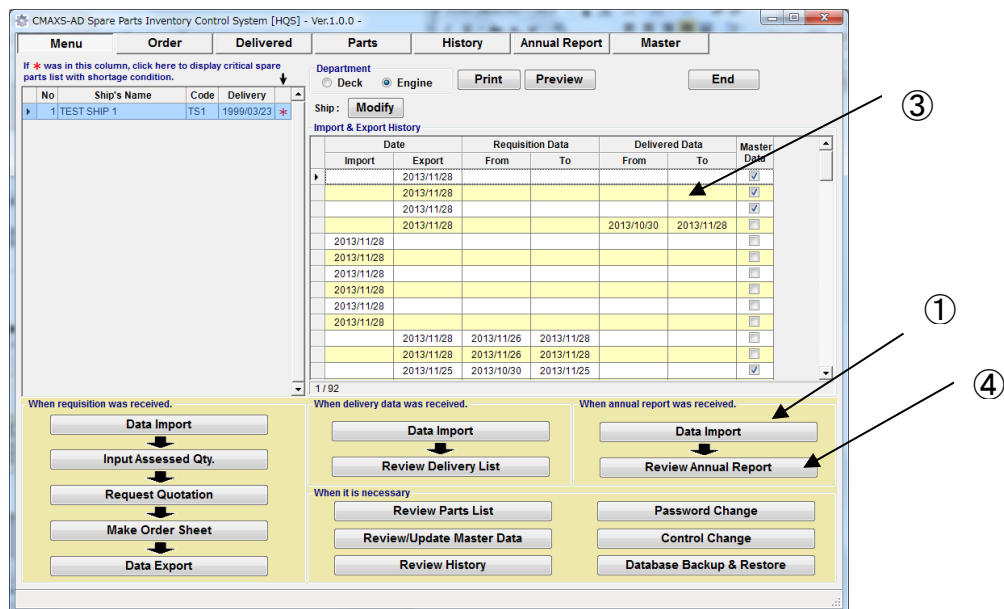 CMAXS-AD Spare Parts Inventory Control System [HQS] - Ver.1.0.0 -
Menu Order Delivered Parts History Annual Report Master
If * was in this column, click here to display critical spare
parts list with shortage condition.
No Ship's Name Code Delivery
1 TEST SHIP 1 TS1 1999/03/23 *
Department
Deck Engine Print Preview End
Ship : Modify
Import & Export History
Date Requisition Data Delivered Data Master
Import Export From To From To Data
2013/11/28
2013/11/28
2013/11/28
2013/11/28 2013/10/30 2013/11/28
2013/11/28
2013/11/28
2013/11/28
2013/11/28
2013/11/28
2013/11/28
2013/11/28 2013/11/26 2013/11/28
2013/11/28 2013/11/26 2013/11/28
2013/11/25 2013/10/30 2013/11/25
1 / 92
③
①
④
When requisition was received.
Data Import
Input Assessed Qty.
Request Quotation
Make Order Sheet
Data Export
When delivery data was received.
Data Import
Review Delivery List
When annual report was received.
Data Import
Review Annual Report
When it is necessary
Review Parts List Password Change
Review/Update Master Data Control Change
Review History Database Backup & Restore